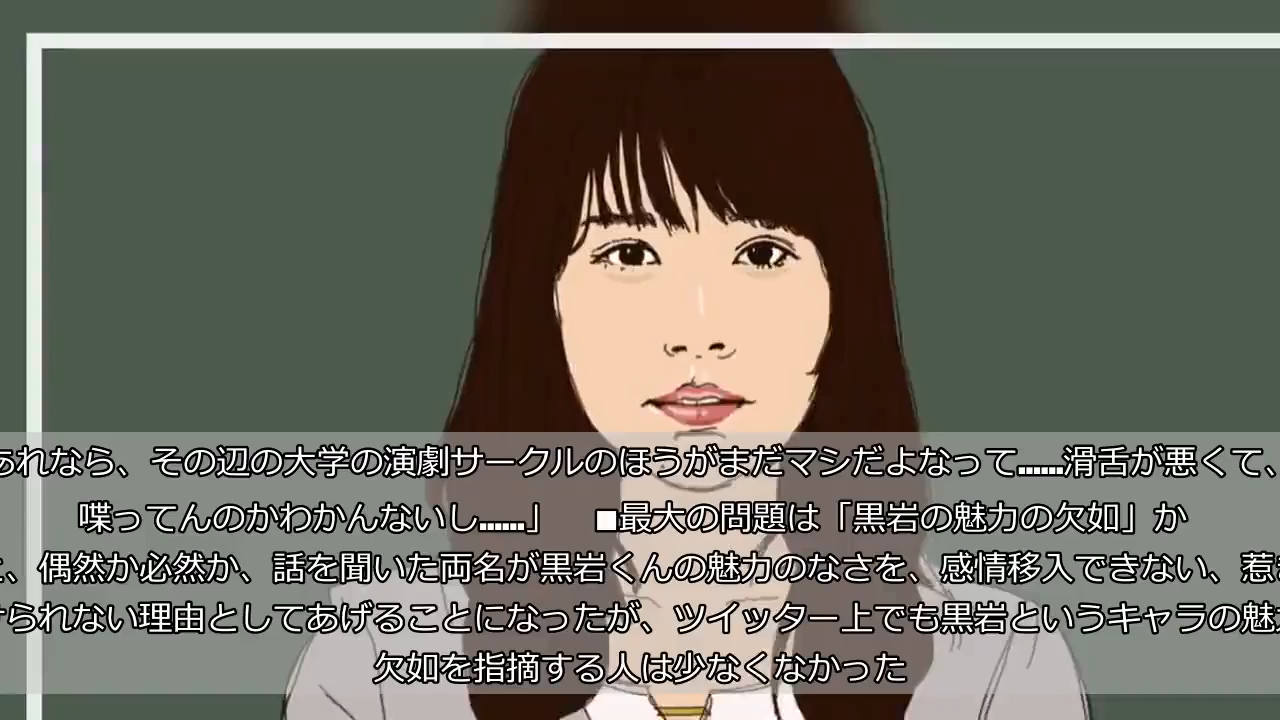 あれなら、その辺の大学の演劇サークルのほうがまだマシだよなって……滑舌が悪くて、
喋ってんのかわかんないし……」　■最大の問題は「黒岩の魅力の欠如」か
、偶然か必然か、話を聞いた両名が黒岩くんの魅力のなさを、感情移入できない、惹
られない理由としてあげることになったが、ツイッター上でも黒岩というキャラの魅
欠如を指摘する人は少なくなかった